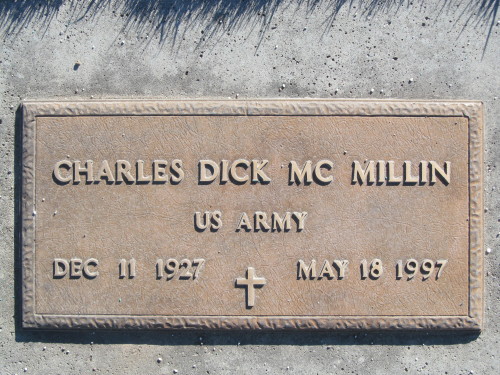 CHARLES DICK MC MILLIN
US ARMY
DEC 11 1927 MAY 18 1997